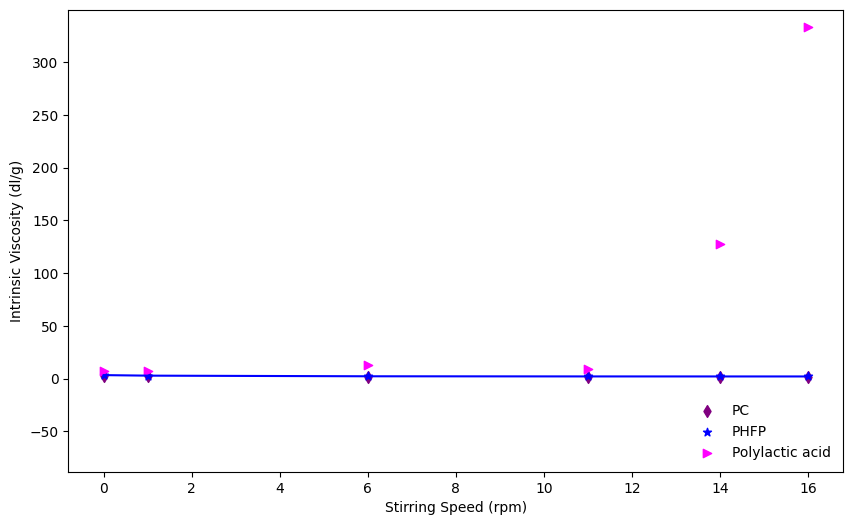 Intrinsic Viscosity (dl/g)
300
250
200
150
100
50
0
−50
0 2 4 6 8 10 12 14 16
Stirring Speed (rpm)
PC
PHFP
Polylactic acid